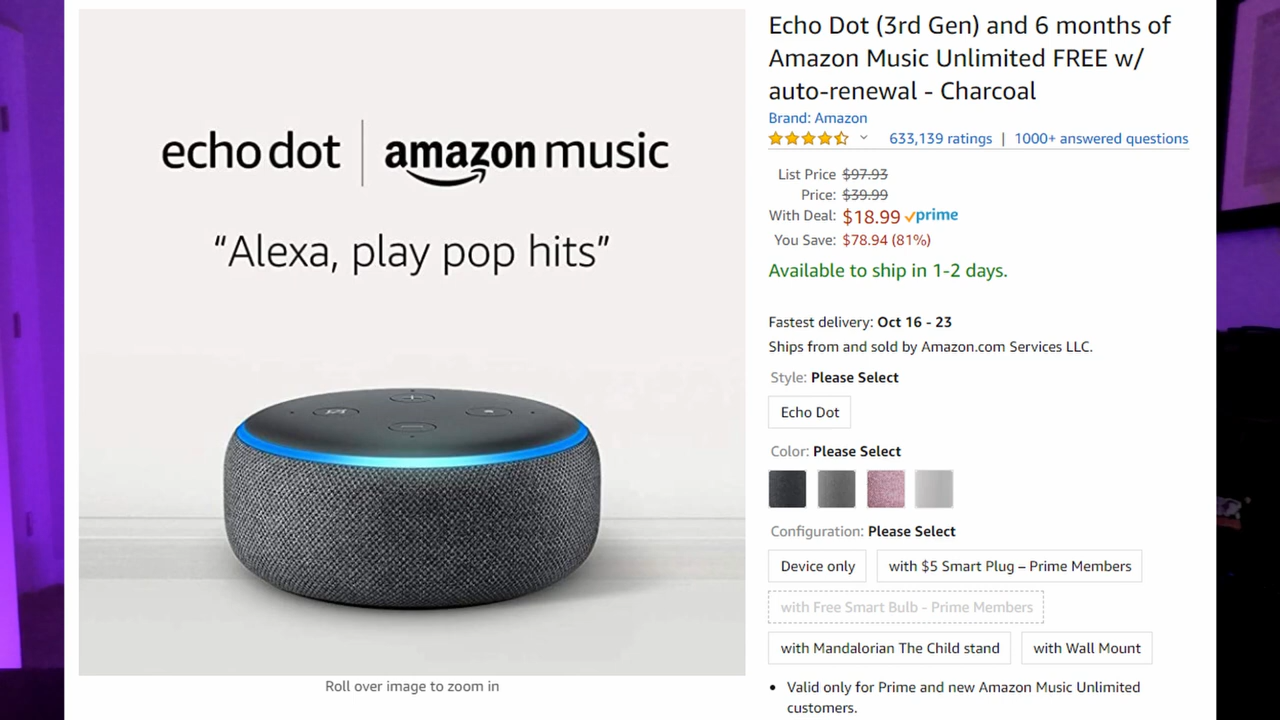 echo dot | amazon music
“Alexa, play pop hits”
Roll over image to zoom in
Echo Dot (3rd Gen) and 6 months of
Amazon Music Unlimited FREE w/
auto-renewal - Charcoal
Brand: Amazon
633,139 ratings | 1000+ answered questions
List Price $97.93
Price: $39.99
With Deal: $18.99 prime
You Save: $78.94 (81%)
Available to ship in 1-2 days.
Fastest delivery: Oct 16 - 23
Ships from and sold by Amazon.com Services LLC.
Style: Please Select
Echo Dot
Color: Please Select
Configuration: Please Select
Device only
with $5 Smart Plug – Prime Members
with Free Smart Bulb - Prime Members
with Mandalorian The Child stand
with Wall Mount
• Valid only for Prime and new Amazon Music Unlimited
customers.